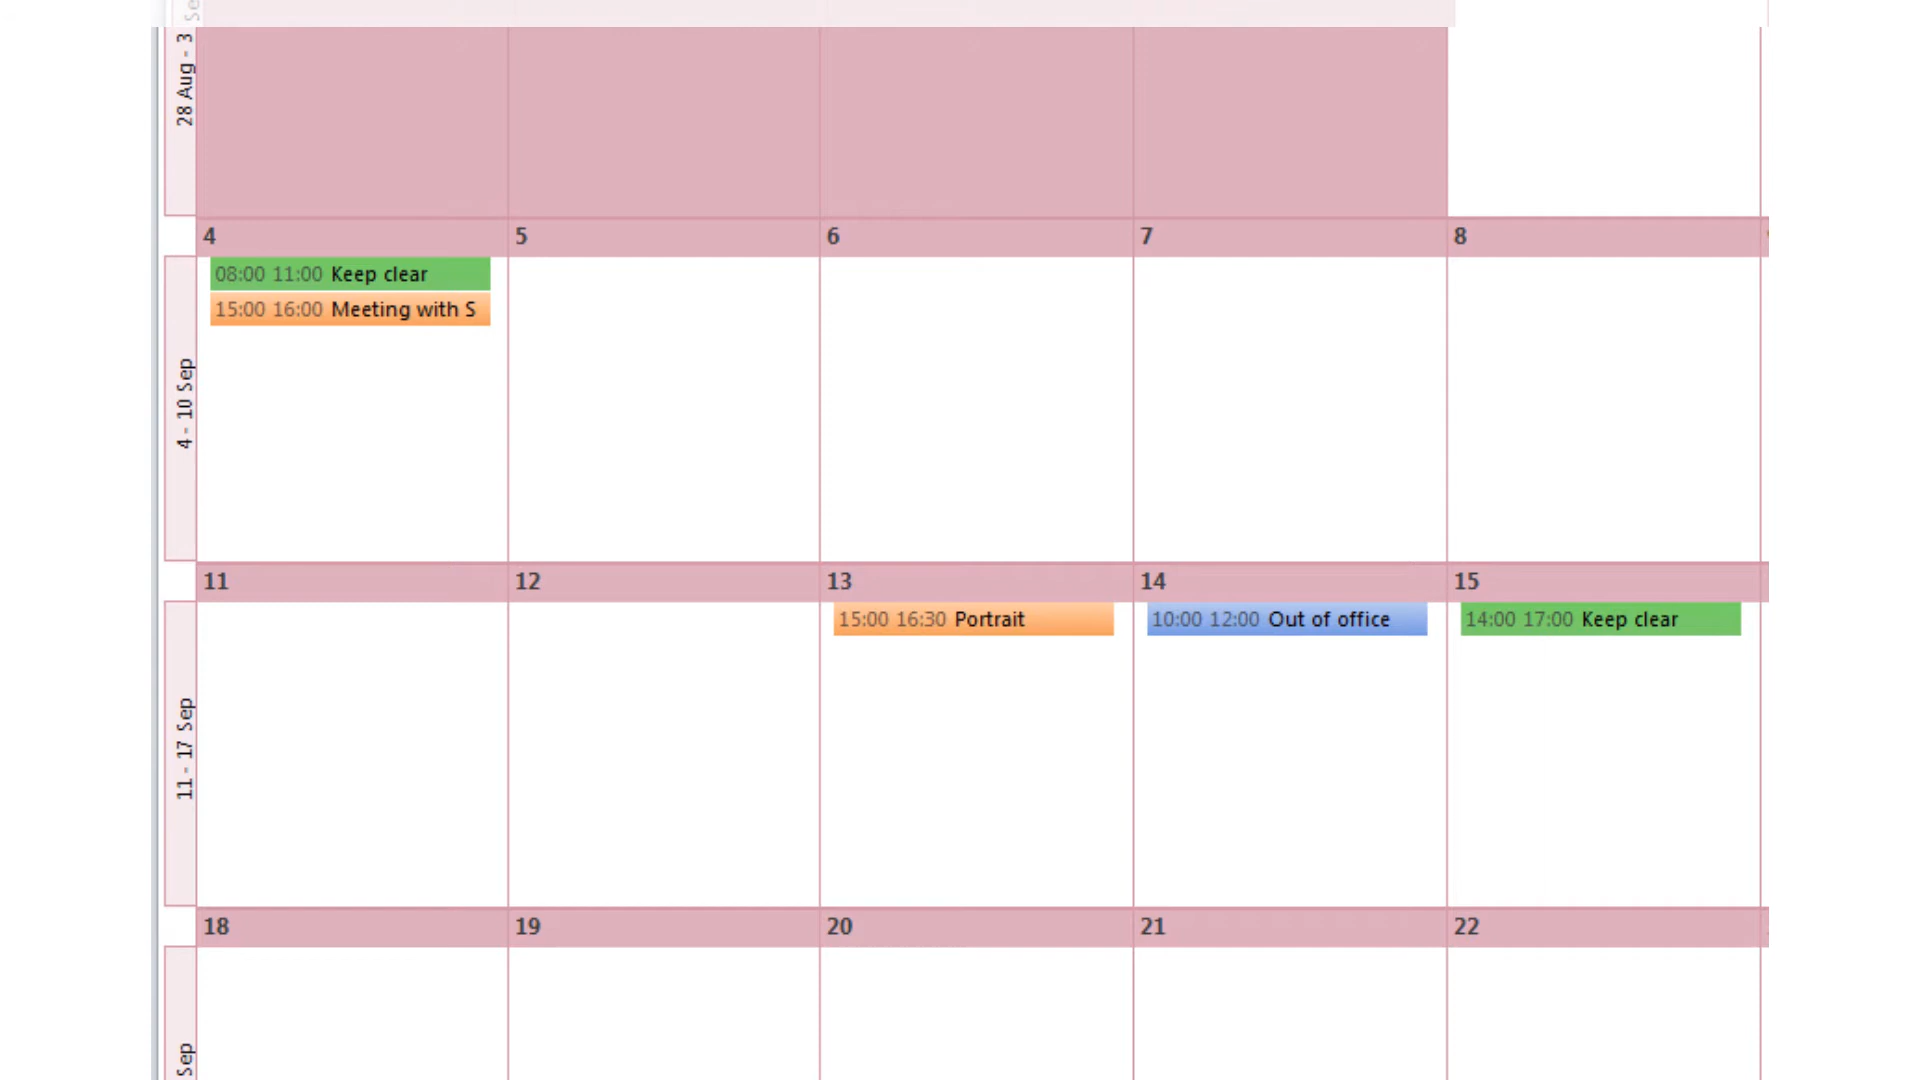 Se
28 Aug - 3
4 5 6 7 8
08:00 11:00 Keep clear
15:00 16:00 Meeting with S
4 - 10 Sep
11 12 13 14 15
15:00 16:30 Portrait
10:00 12:00 Out of office
14:00 17:00 Keep clear
11 - 17 Sep
18 19 20 21 22
Sep